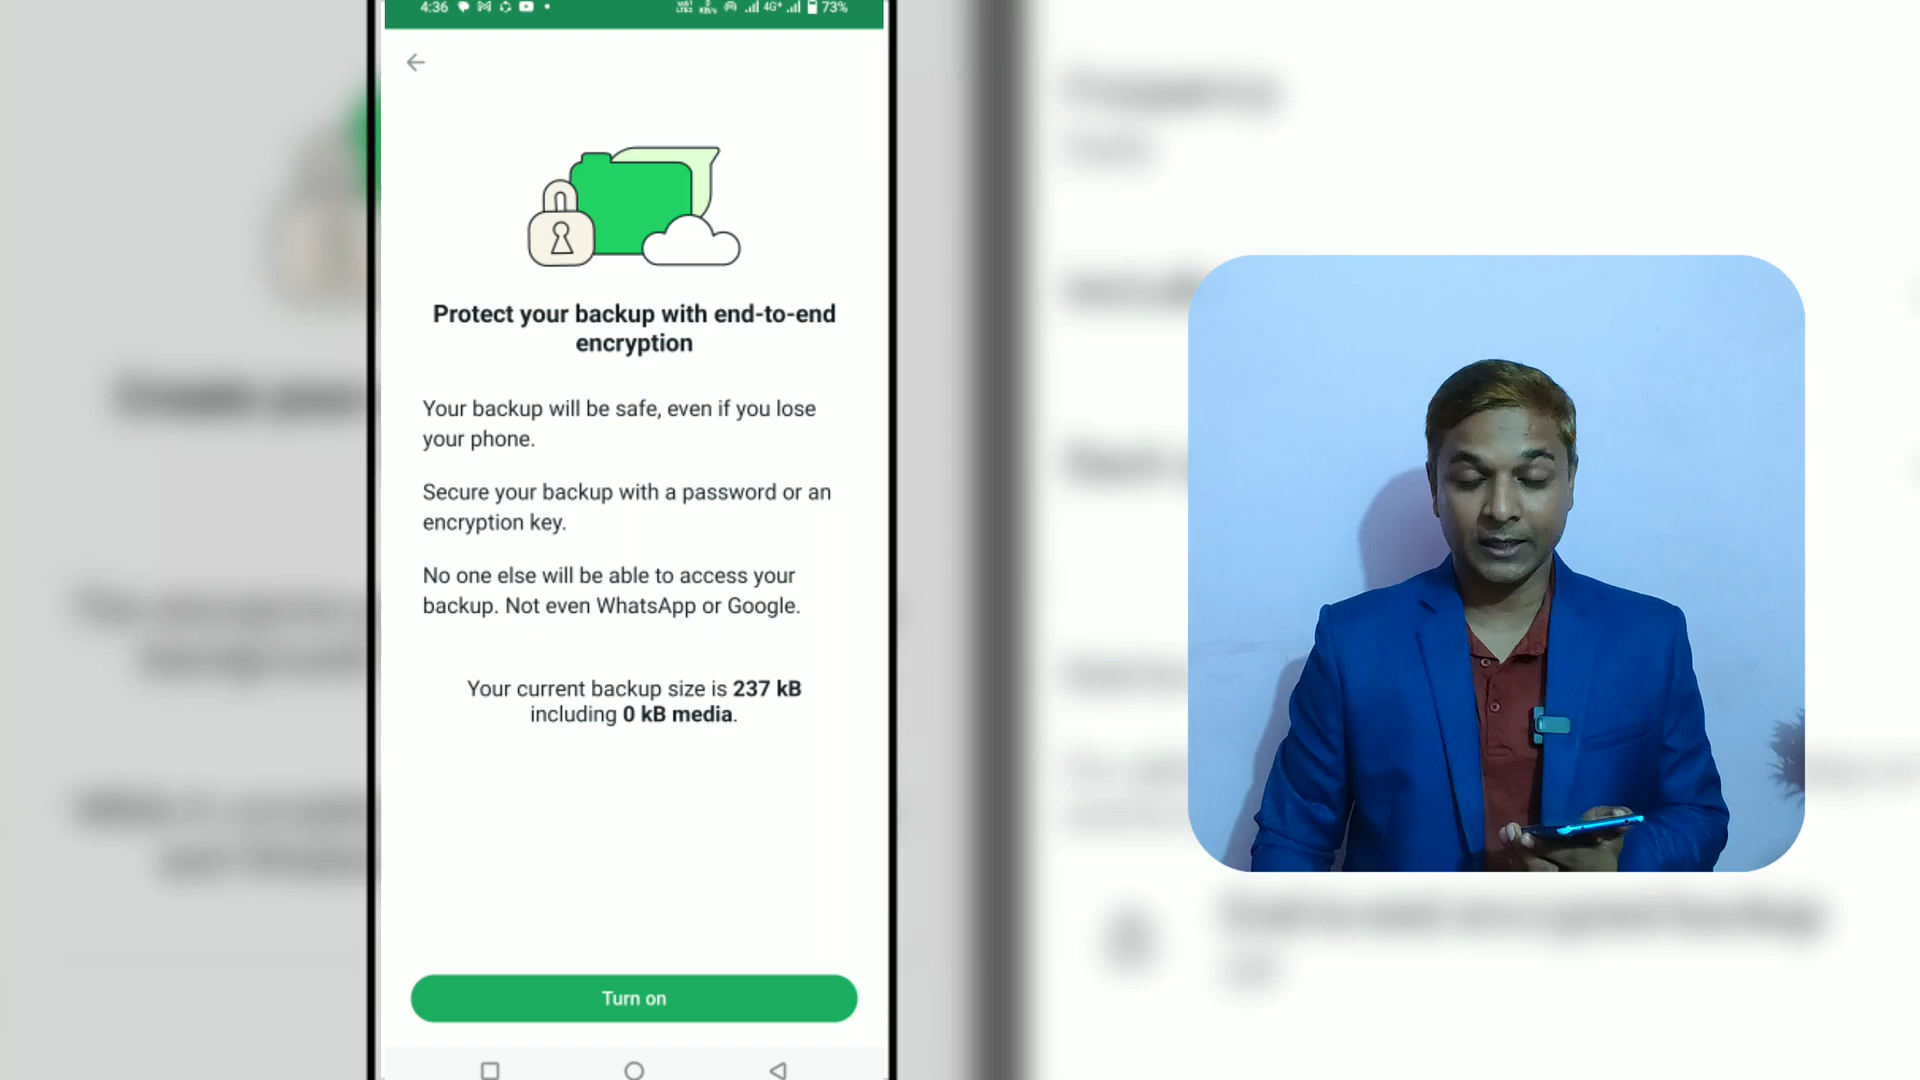 4:36
4G+ 73%
Protect your backup with end-to-end
encryption
Your backup will be safe, even if you lose
your phone.
Secure your backup with a password or an
encryption key.
No one else will be able to access your
backup. Not even WhatsApp or Google.
Your current backup size is 237 kB
including 0 kB media.
Turn on